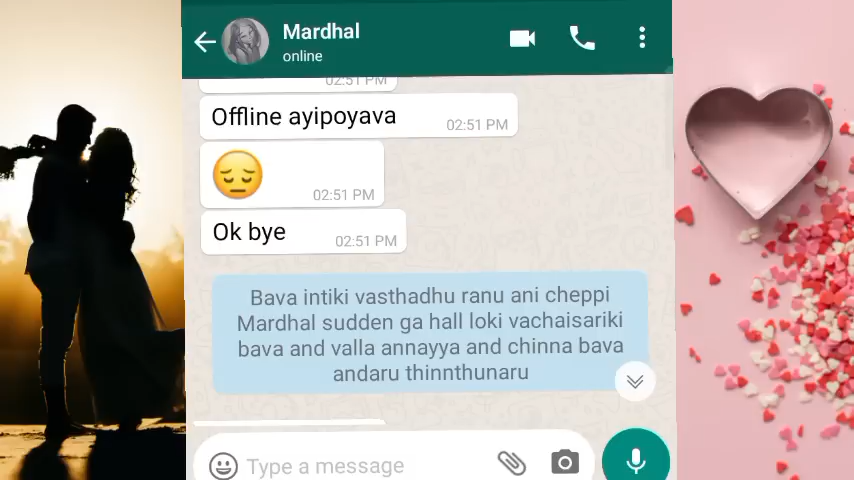 Mardhal
online
02:51 PM
Offline ayipoyava
02:51 PM
02:51 PM
Ok bye
02:51 PM
Bava intiki vasthadhu ranu ani cheppi
Mardhal sudden ga hall loki vachaisariki
bava and valla annayya and chinna bava
andaru thinnthunaru
Type a message